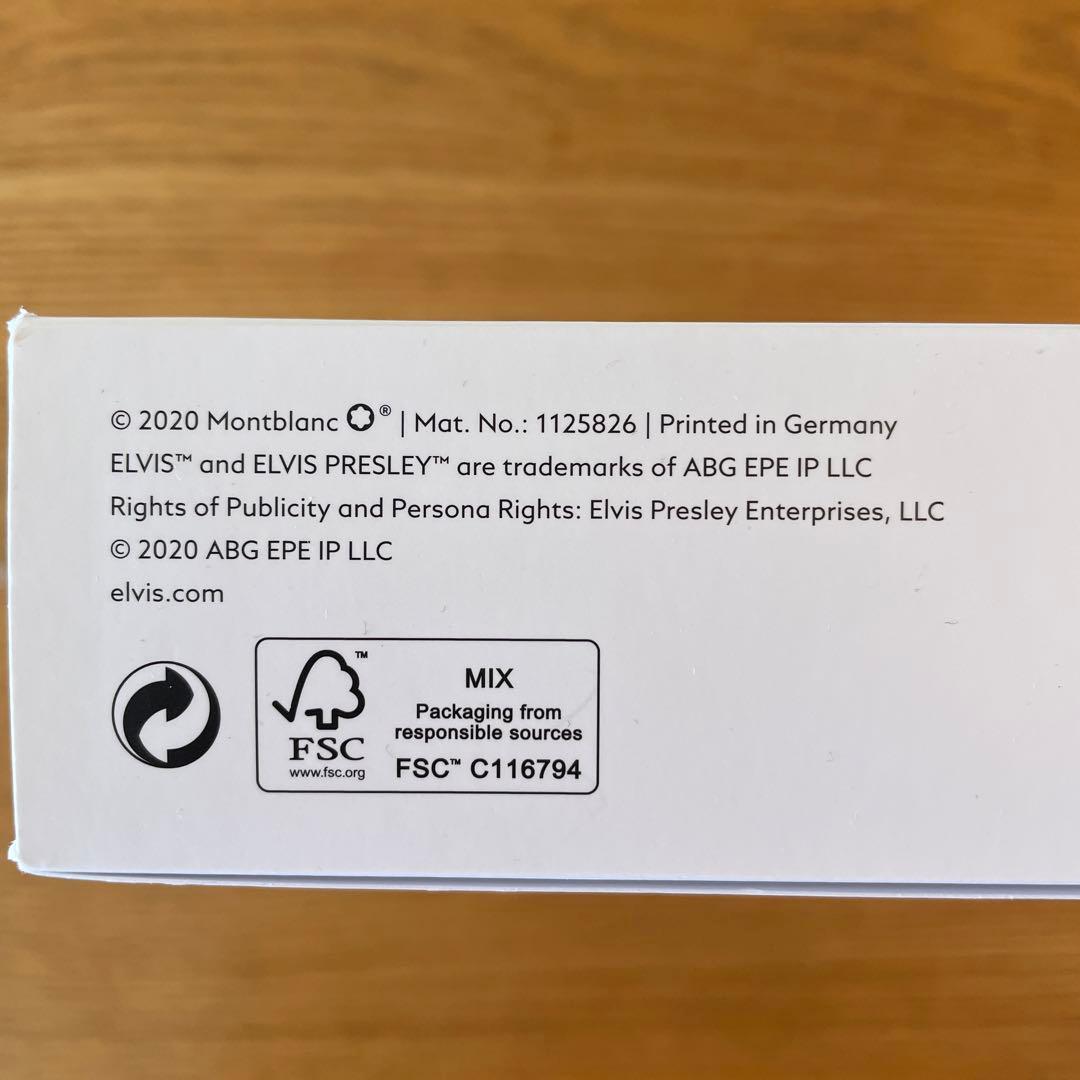 © 2020 Montblanc ® | Mat. No.: 1125826 | Printed in Germany
ELVIS™ and ELVIS PRESLEY™ are trademarks of ABG EPE IP LLC
Rights of Publicity and Persona Rights: Elvis Presley Enterprises, LLC
© 2020 ABG EPE IP LLC
elvis.com
™
FSC
www.fsc.org
MIX
Packaging from
responsible sources
FSC™ C116794